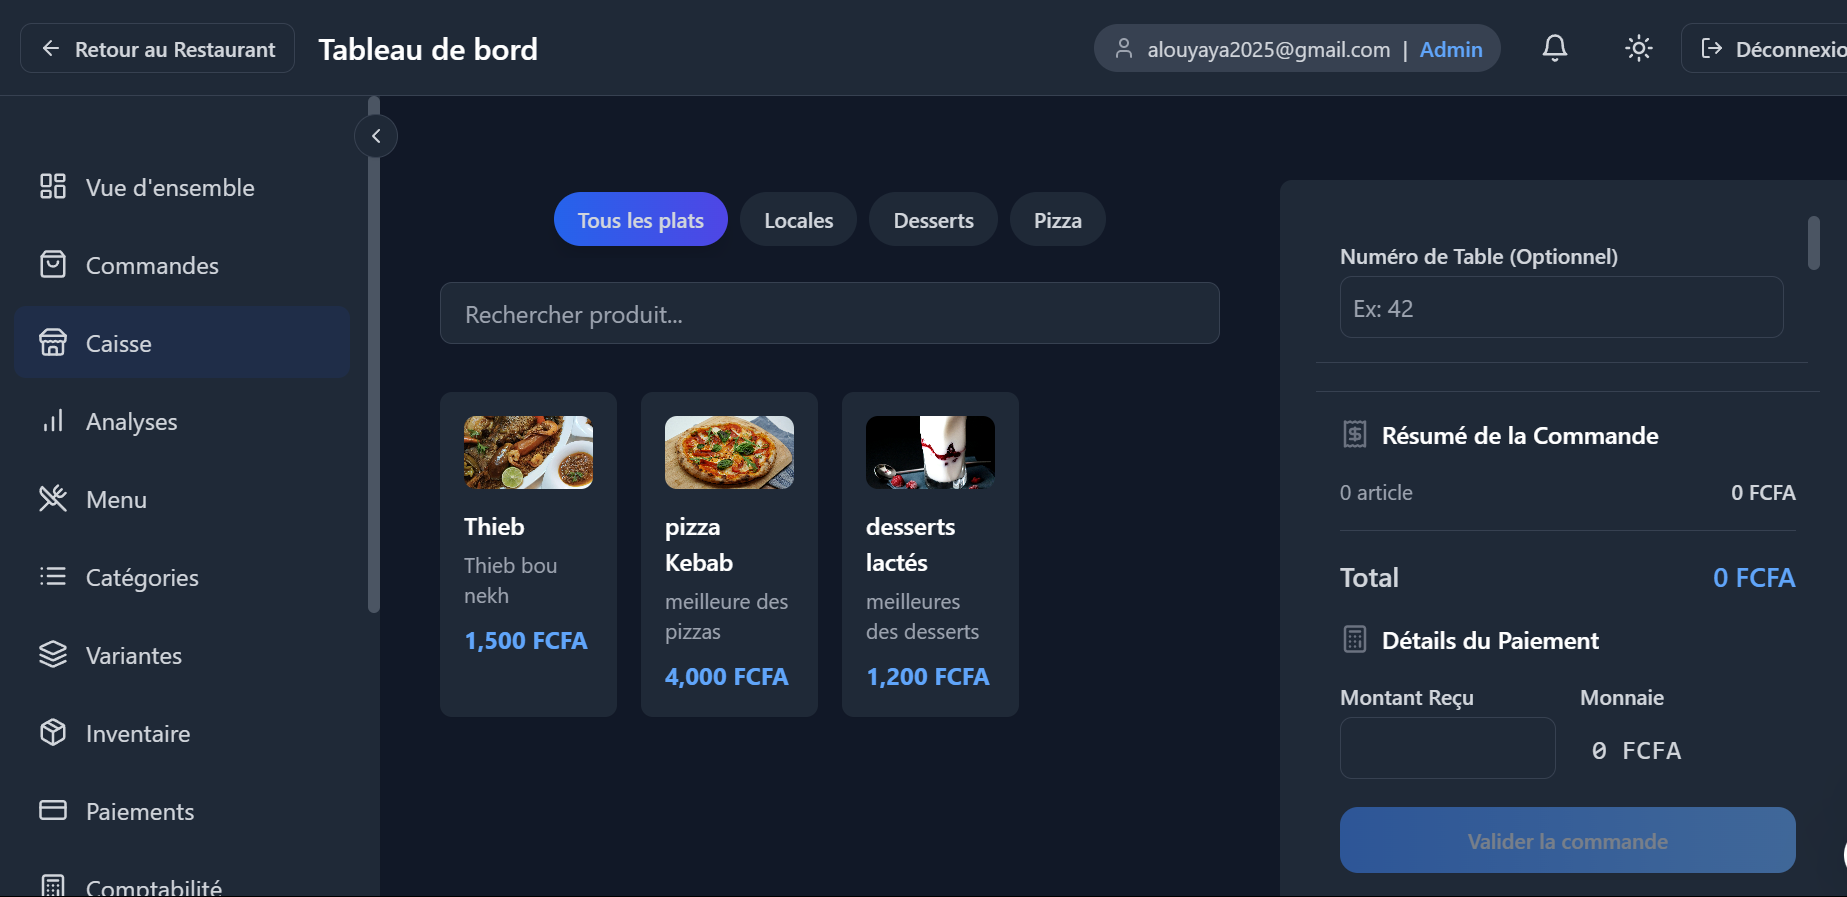 Retour au Restaurant
Tableau de bord
alouyaya2025@gmail.com | Admin
Déconnexio
Vue d'ensemble
Commandes
Caisse
Analyses
Menu
Catégories
Variantes
Inventaire
Paiements
Comptabilité
Tous les plats
Locales
Desserts
Pizza
Rechercher produit...
Thieb
Thieb bou
nekh
1,500 FCFA
pizza
Kebab
meilleure des
pizzas
4,000 FCFA
desserts
lactés
meilleures
des desserts
1,200 FCFA
Numéro de Table (Optionnel)
Ex: 42
Résumé de la Commande
0 article
0 FCFA
Total
0 FCFA
Détails du Paiement
Montant Reçu
Monnaie
0 FCFA
Valider la commande